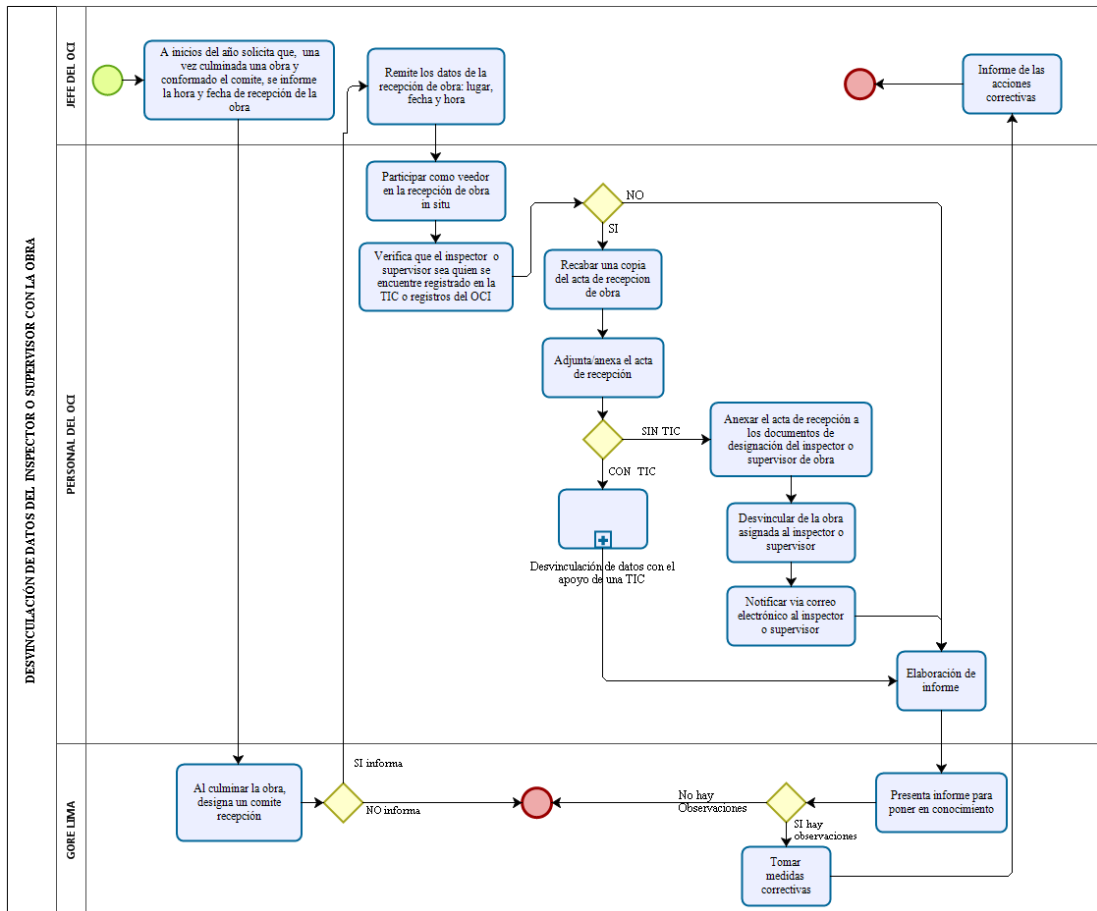 DESVINCULACIÓN DE DATOS DEL INSPECTOR O SUPERVISOR CON LA OBRA
JEFE DEL OCI
A inicios del año solicita que, una
vez culminada una obra y
conformado el comite, se informe
la hora y fecha de recepción de la
obra
Remite los datos de la
recepción de obra: lugar,
fecha y hora
Informe de las
acciones
correctivas
PERSONAL DEL OCI
Participar como veedor
en la recepción de obra
in situ
Verifica que el inspector o
supervisor sea quien se
encuentre registrado en la
TIC o registros del OCI
NO
SI
Recabar una copia
del acta de recepcion
de obra
Adjunta/anexa el acta
de recepción
SIN TIC
CON TIC
Anexar el acta de recepción a
los documentos de
designación del inspector o
supervisor de obra
Desvinculación de datos con el
apoyo de una TIC
Desvincular de la obra
asignada al inspector o
supervisor
Notificar via correo
electrónico al inspector
o supervisor
Elaboración de
informe
GORE LIMA
Al culminar la obra,
designa un comite
recepción
SI informa
NO informa
No hay
Observaciones
SI hay
observaciones
Presenta informe para
poner en conocimiento
Tomar
medidas
correctivas